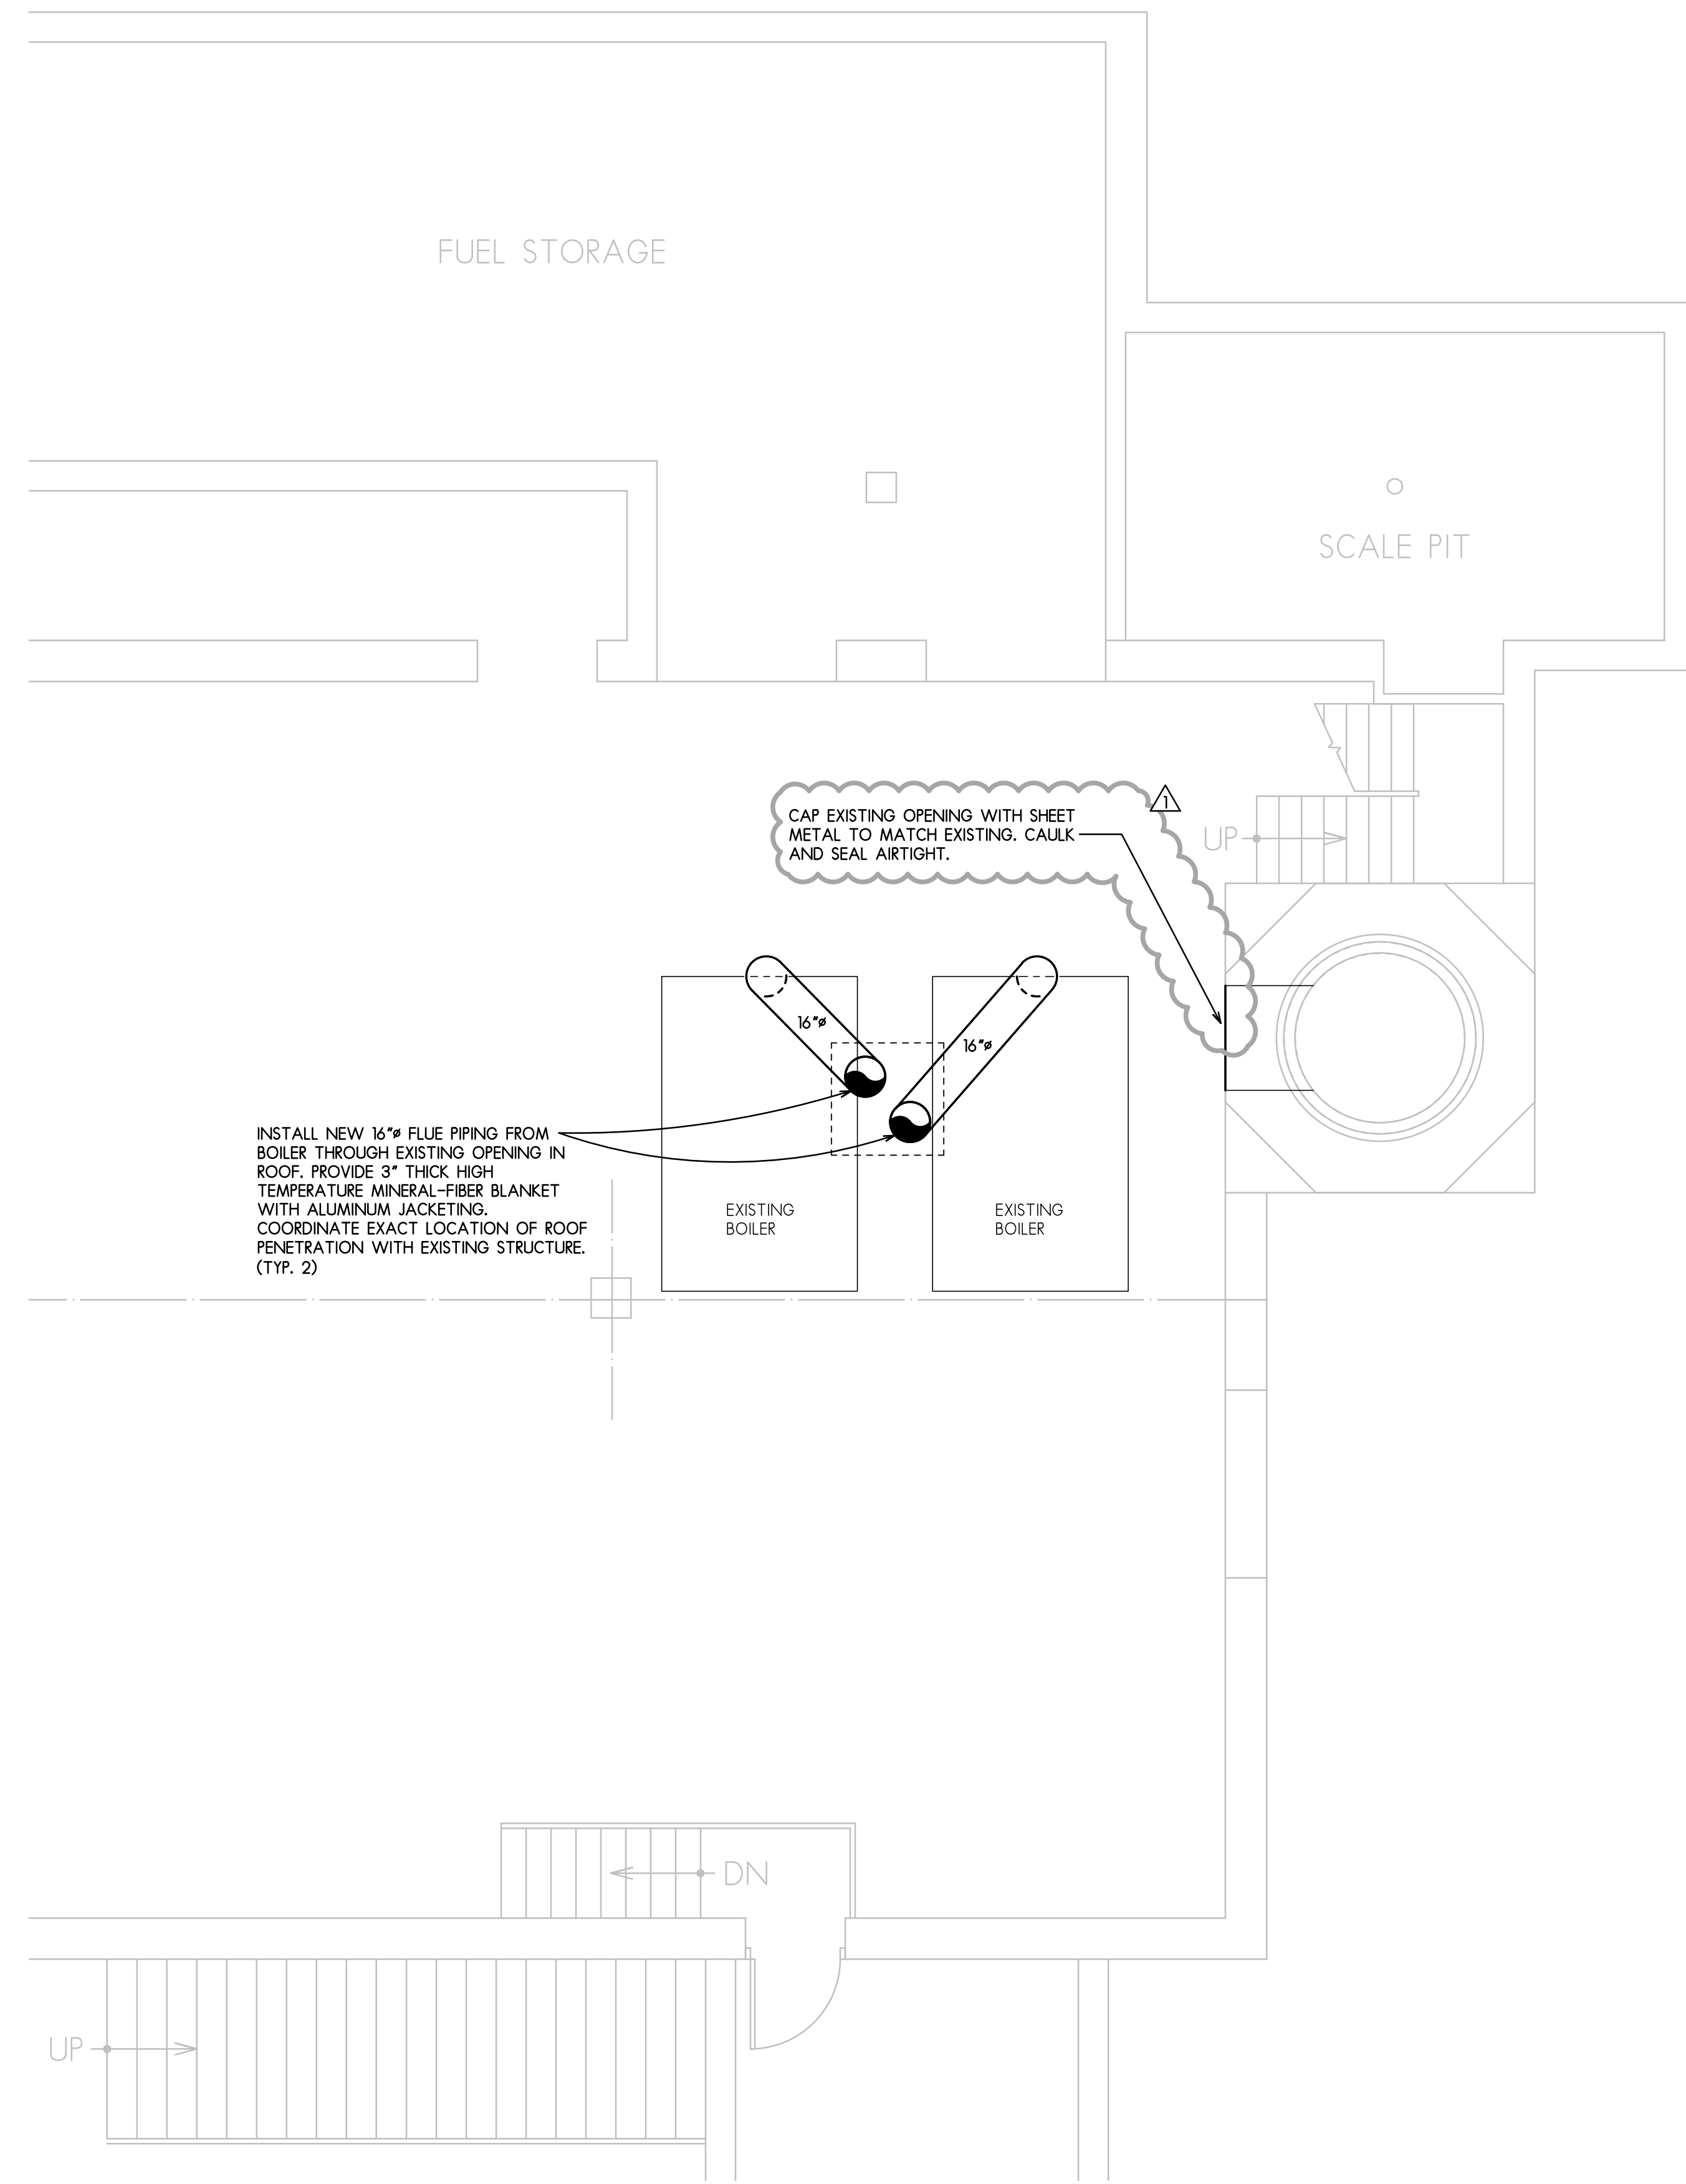 FUEL STORAGE
SCALE PIT
1
CAP EXISTING OPENING WITH SHEET
METAL TO MATCH EXISTING. CAULK
AND SEAL AIRTIGHT.
UP
16"ø
16"ø
INSTALL NEW 16"ø FLUE PIPING FROM
BOILER THROUGH EXISTING OPENING IN
ROOF. PROVIDE 3" THICK HIGH
TEMPERATURE MINERAL-FIBER BLANKET
WITH ALUMINUM JACKETING.
COORDINATE EXACT LOCATION OF ROOF
PENETRATION WITH EXISTING STRUCTURE.
(TYP. 2)
EXISTING
BOILER
EXISTING
BOILER
DN
UP